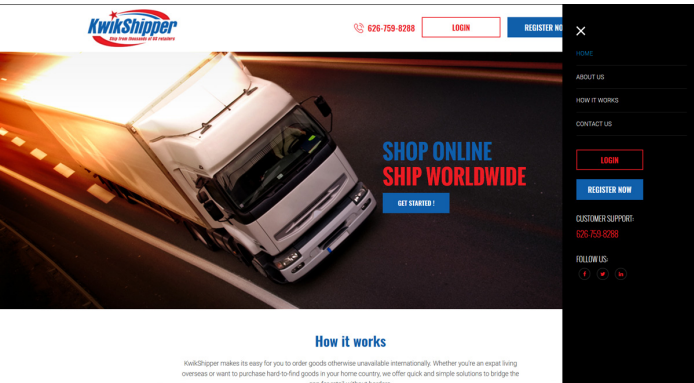 KwikShipper
Ship from thousands of US retailers
626-759-8288
LOGIN
REGISTER NO
SHOP ONLINE
SHIP WORLDWIDE
GET STARTED !
How it works
KwikShipper makes its easy for you to order goods otherwise unavailable internationally. Whether you're an expat living
overseas or want to purchase hard-to-find goods in your home country, we offer quick and simple solutions to bridge the
HOME
ABOUT US
HOW IT WORKS
CONTACT US
LOGIN
REGISTER NOW
CUSTOMER SUPPORT:
626-759-8288
FOLLOW US: